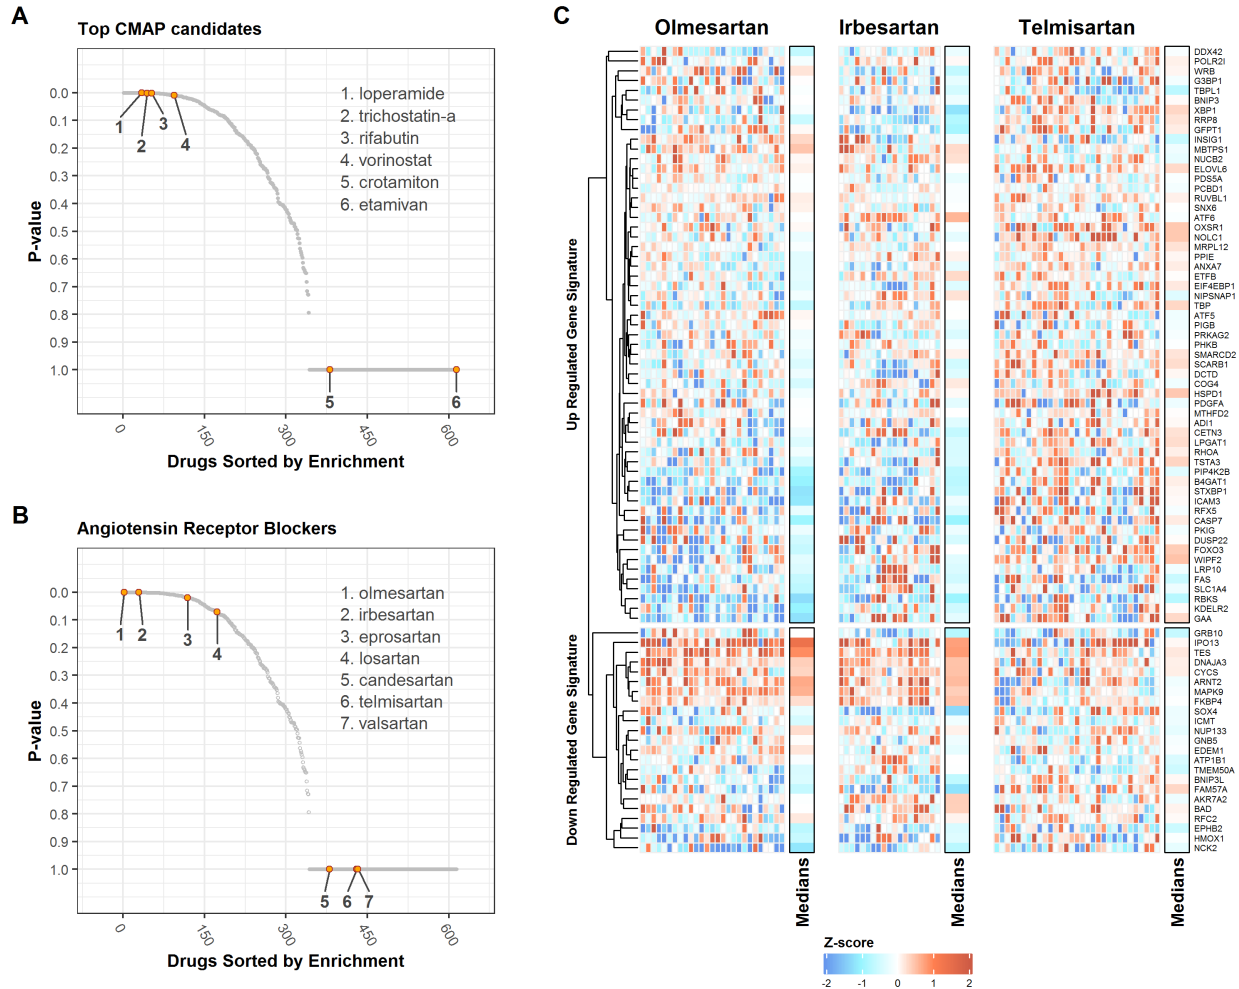 A
Top CMAP candidates
P-value
0.0
0.1
0.2
0.3
0.4
0.5
0.6
0.7
0.8
0.9
1.0
1
2
3
4
5
6
1. loperamide
2. trichostatin-a
3. rifabutin
4. vorinostat
5. crotamiton
6. etamivan
0
150
300
450
600
Drugs Sorted by Enrichment
B
Angiotensin Receptor Blockers
P-value
0.0
0.1
0.2
0.3
0.4
0.5
0.6
0.7
0.8
0.9
1.0
1
2
3
4
5
6
7
1. olmesartan
2. irbesartan
3. eprosartan
4. losartan
5. candesartan
6. telmisartan
7. valsartan
0
150
300
450
600
Drugs Sorted by Enrichment
C
Olmesartan
Irbesartan
Telmisartan
Up Regulated Gene Signature
DDX42
POLR2I
WRB
G3BP1
TBPL1
BNIP3
XBP1
RRP8
GFPT1
INSIG1
MBTPS1
NUCB2
ELOVL6
PDS5A
PCBD1
RUVBL1
SNX6
ATF6
OXSR1
NOLC1
MRPL12
PPIE
ANXA7
ETFB
EIF4EBP1
NIPSNAP1
TBP
ATF5
PIGB
PRKAG2
PHKB
SMARCD2
SCARB1
DCTD
COG4
HSPD1
PDGFA
MTHFD2
ADI1
CETN3
LPGAT1
RHOA
TSTA3
PIP4K2B
B4GAT1
STXBP1
ICAM3
RFX5
CASP7
PKIG
DUSP22
FOXO3
WIPF2
LRP10
FAS
SLC1A4
RBKS
KDELR2
GAA
Down Regulated Gene Signature
GRB10
IPO13
TES
DNAJA3
CYCS
ARNT2
MAPK9
FKBP4
SOX4
ICMT
NUP133
GNB5
EDEM1
ATP1B1
TMEM50A
BNIP3L
FAM57A
AKR7A2
BAD
RFC2
EPHB2
HMOX1
NCK2
Medians
Medians
Medians
Z-score
-2
-1
0
1
2